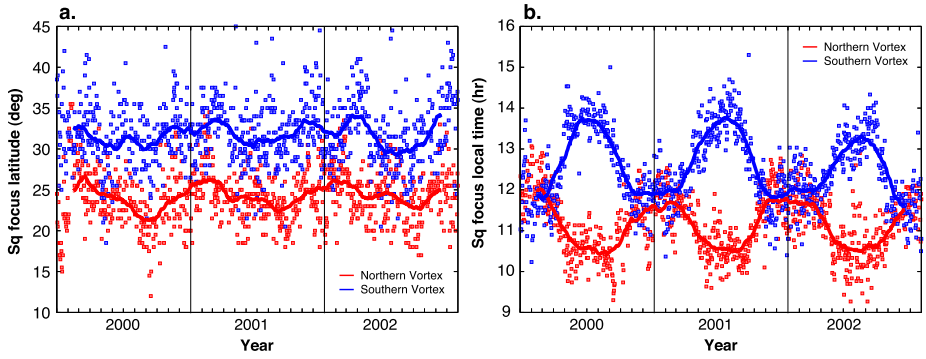 a.
Sq focus latitude (deg)
45
40
35
30
25
20
15
10
Northern Vortex
Southern Vortex
2000
2001
2002
Year
b.
Sq focus local time (hr)
16
15
14
13
12
11
10
9
Northern Vortex
Southern Vortex
2000
2001
2002
Year